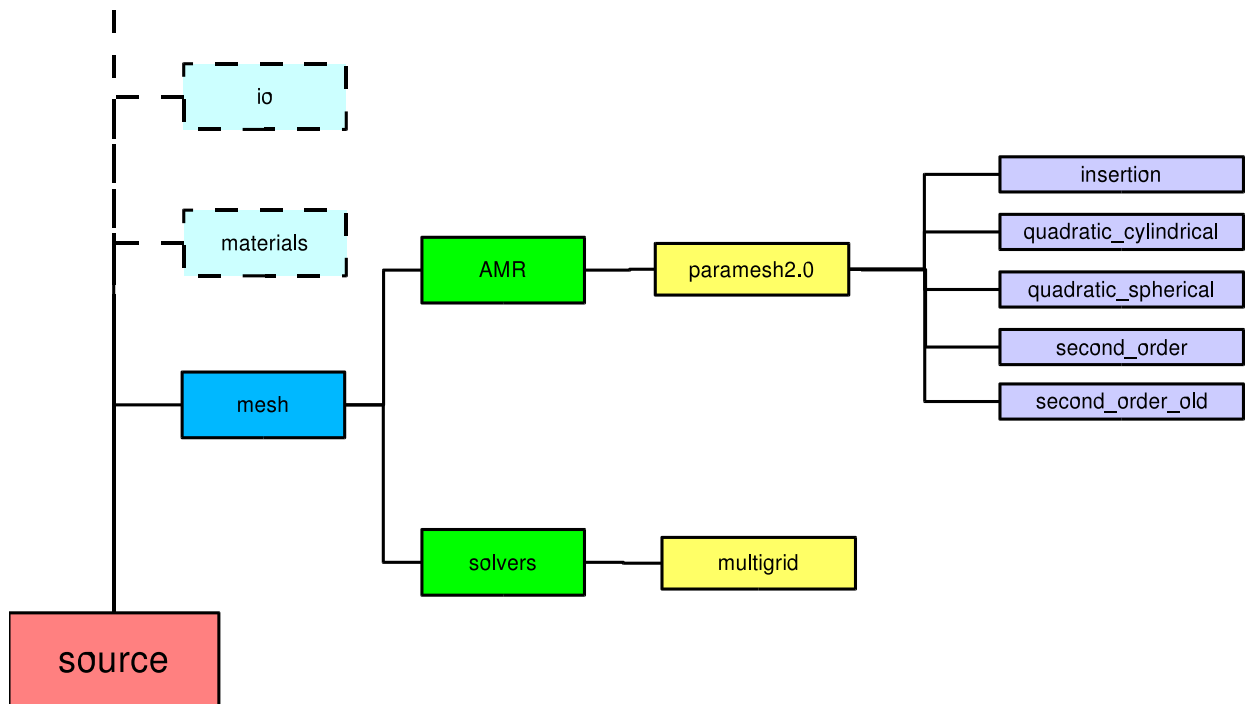 io
materials
mesh
source
AMR
solvers
paramesh2.0
multigrid
insertion
quadratic_cylindrical
quadratic_spherical
second_order
second_order_old